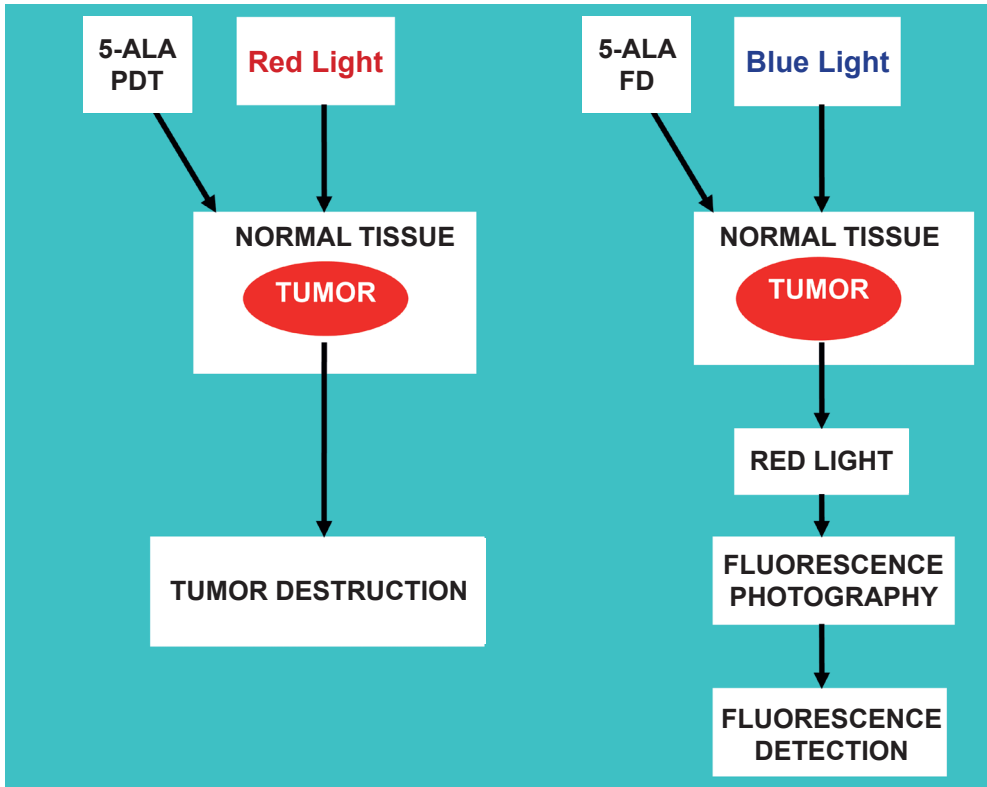 5-ALA
PDT
Red Light
NORMAL TISSUE
TUMOR
TUMOR DESTRUCTION
5-ALA
FD
Blue Light
NORMAL TISSUE
TUMOR
RED LIGHT
FLUORESCENCE
PHOTOGRAPHY
FLUORESCENCE
DETECTION